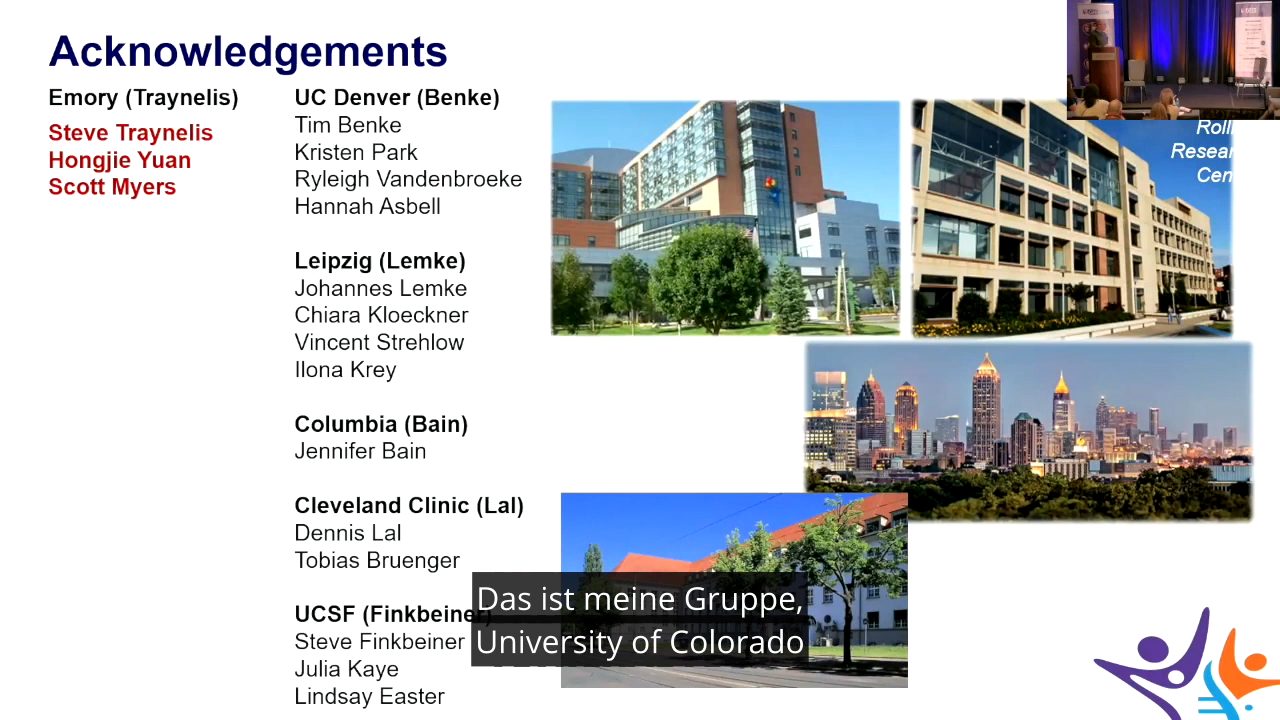 Acknowledgements
Emory (Traynelis)
Steve Traynelis
Hongjie Yuan
Scott Myers
UC Denver (Benke)
Tim Benke
Kristen Park
Ryleigh Vandenbroeke
Hannah Asbell
Leipzig (Lemke)
Johannes Lemke
Chiara Kloeckner
Vincent Strehlow
Ilona Krey
Columbia (Bain)
Jennifer Bain
Cleveland Clinic (Lal)
Dennis Lal
Tobias Bruenger
UCSF (Finkbeiner)
Steve Finkbeiner
Julia Kaye
Lindsay Easter
Das ist meine Gruppe,
University of Colorado